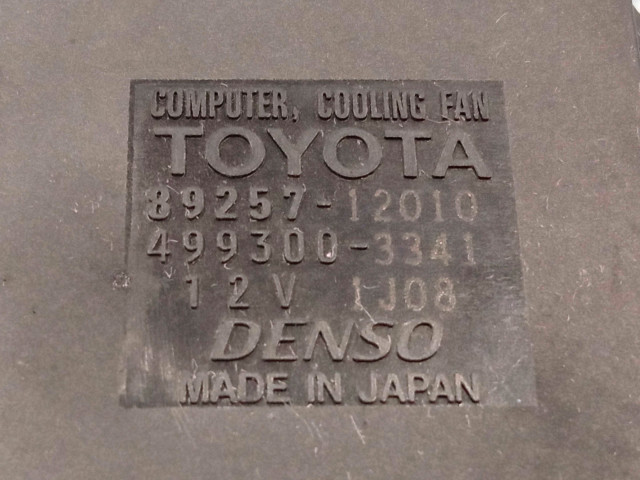 COMPUTER, COOLING FAN
TOYOTA
89257-12010
499300-3341
12V 1J08
DENSO
MADE IN JAPAN